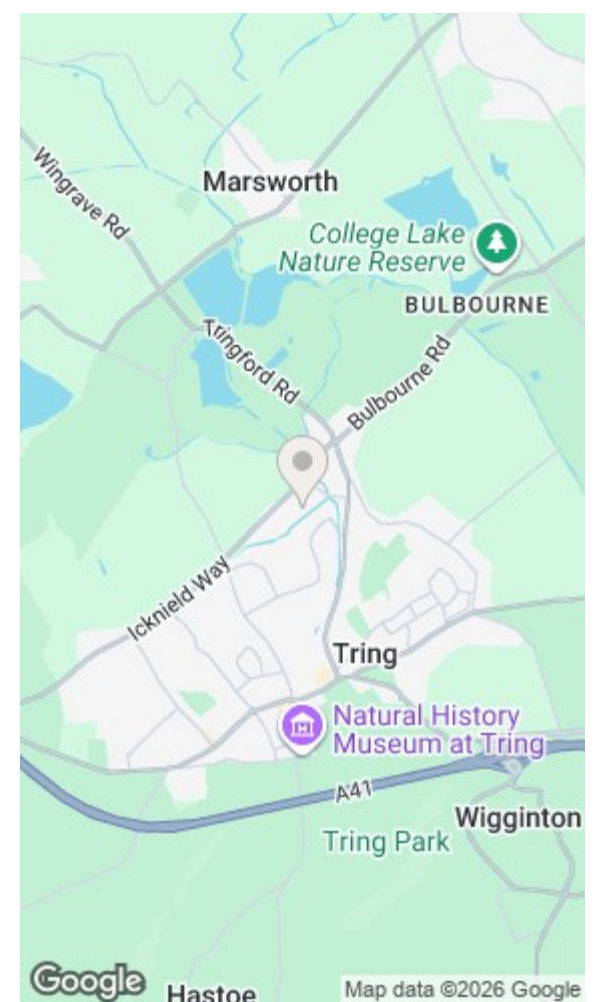 Marsworth
Wingrave Rd
College Lake
Nature Reserve
BULBOURNE
Tringford Rd
Bulbourne Rd
Icknield Way
Tring
Natural History
Museum at Tring
A41
Wigginton
Tring Park
Google
Hastoe
Map data ©2026 Google